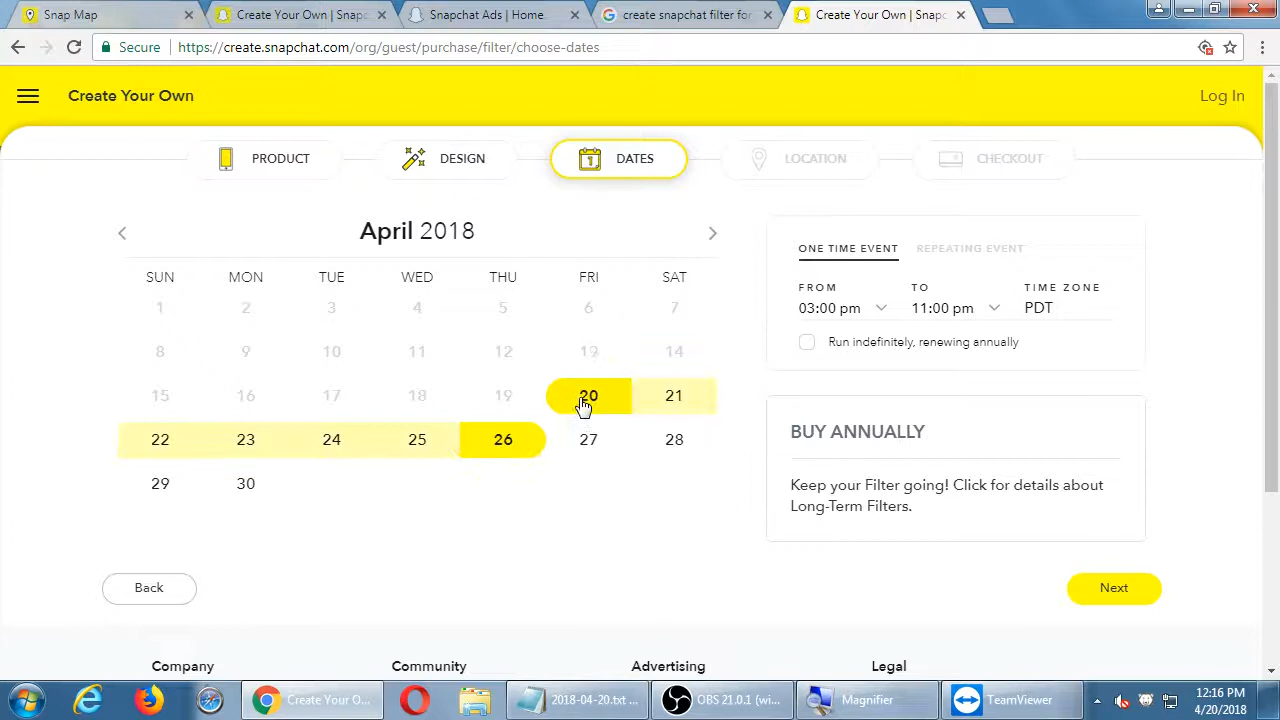 Snap Map
Create Your Own | Snapc
Snapchat Ads | Home
create snapchat filter for
Create Your Own | Snapc
Secure
https://create.snapchat.com/org/guest/purchase/filter/choose-dates
Create Your Own
Log In
PRODUCT
DESIGN
1
DATES
LOCATION
CHECKOUT
April 2018
SUN MON TUE WED THU FRI SAT
1 2 3 4 5 6 7
8 9 10 11 12 14
15 16 17 18 19 20 21
22 23 24 25 26 27 28
29 30
ONE TIME EVENT REPEATING EVENT
FROM TO TIME ZONE
03:00 pm 11:00 pm PDT
Run indefinitely, renewing annually
BUY ANNUALLY
Keep your Filter going! Click for details about
Long-Term Filters.
Back
Next
Company Community Advertising Legal
Create Your O...
2018-04-20.txt ...
OBS 21.0.1 (wi...
Magnifier
TeamViewer
12:16 PM
4/20/2018